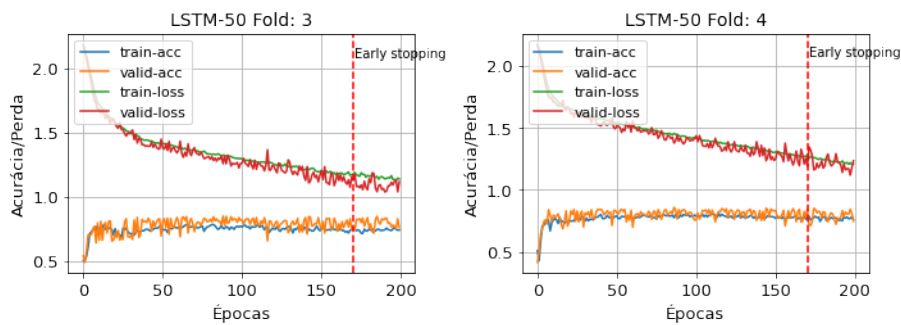 LSTM-50 Fold: 3
2.0
1.5
1.0
0.5
Acurácia/Perda
train-acc
valid-acc
train-loss
valid-loss
Early stopping
0 50 100 150 200
Épocas
LSTM-50 Fold: 4
2.0
1.5
1.0
0.5
Acurácia/Perda
train-acc
valid-acc
train-loss
valid-loss
Early stopping
0 50 100 150 200
Épocas